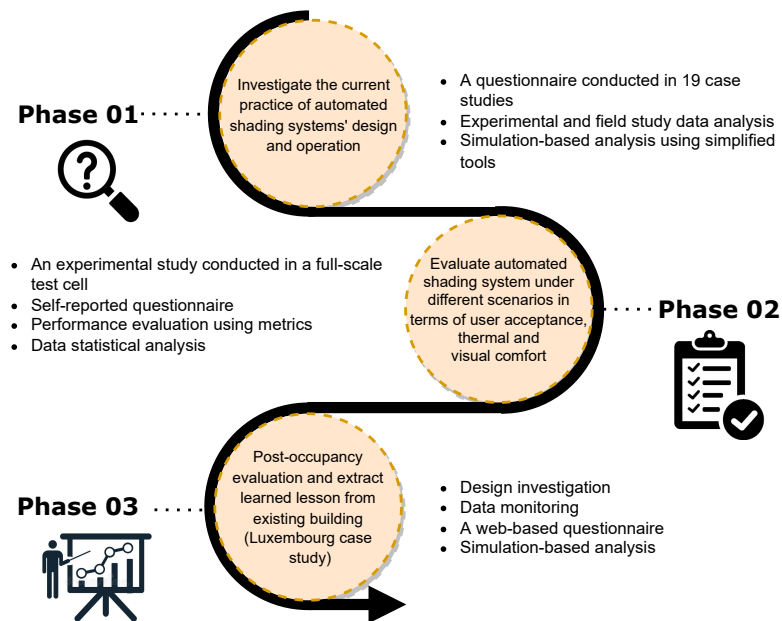 Phase 01
Investigate the current
practice of automated
shading systems' design
and operation
• A questionnaire conducted in 19 case
studies
• Experimental and field study data analysis
• Simulation-based analysis using simplified
tools
• An experimental study conducted in a full-scale
test cell
• Self-reported questionnaire
• Performance evaluation using metrics
• Data statistical analysis
Evaluate automated
shading system under
different scenarios in
terms of user acceptance,
thermal and
visual comfort
Phase 02
Phase 03
Post-occupancy
evaluation and extract
learned lesson from
existing building
(Luxembourg case
study)
• Design investigation
• Data monitoring
• A web-based questionnaire
• Simulation-based analysis